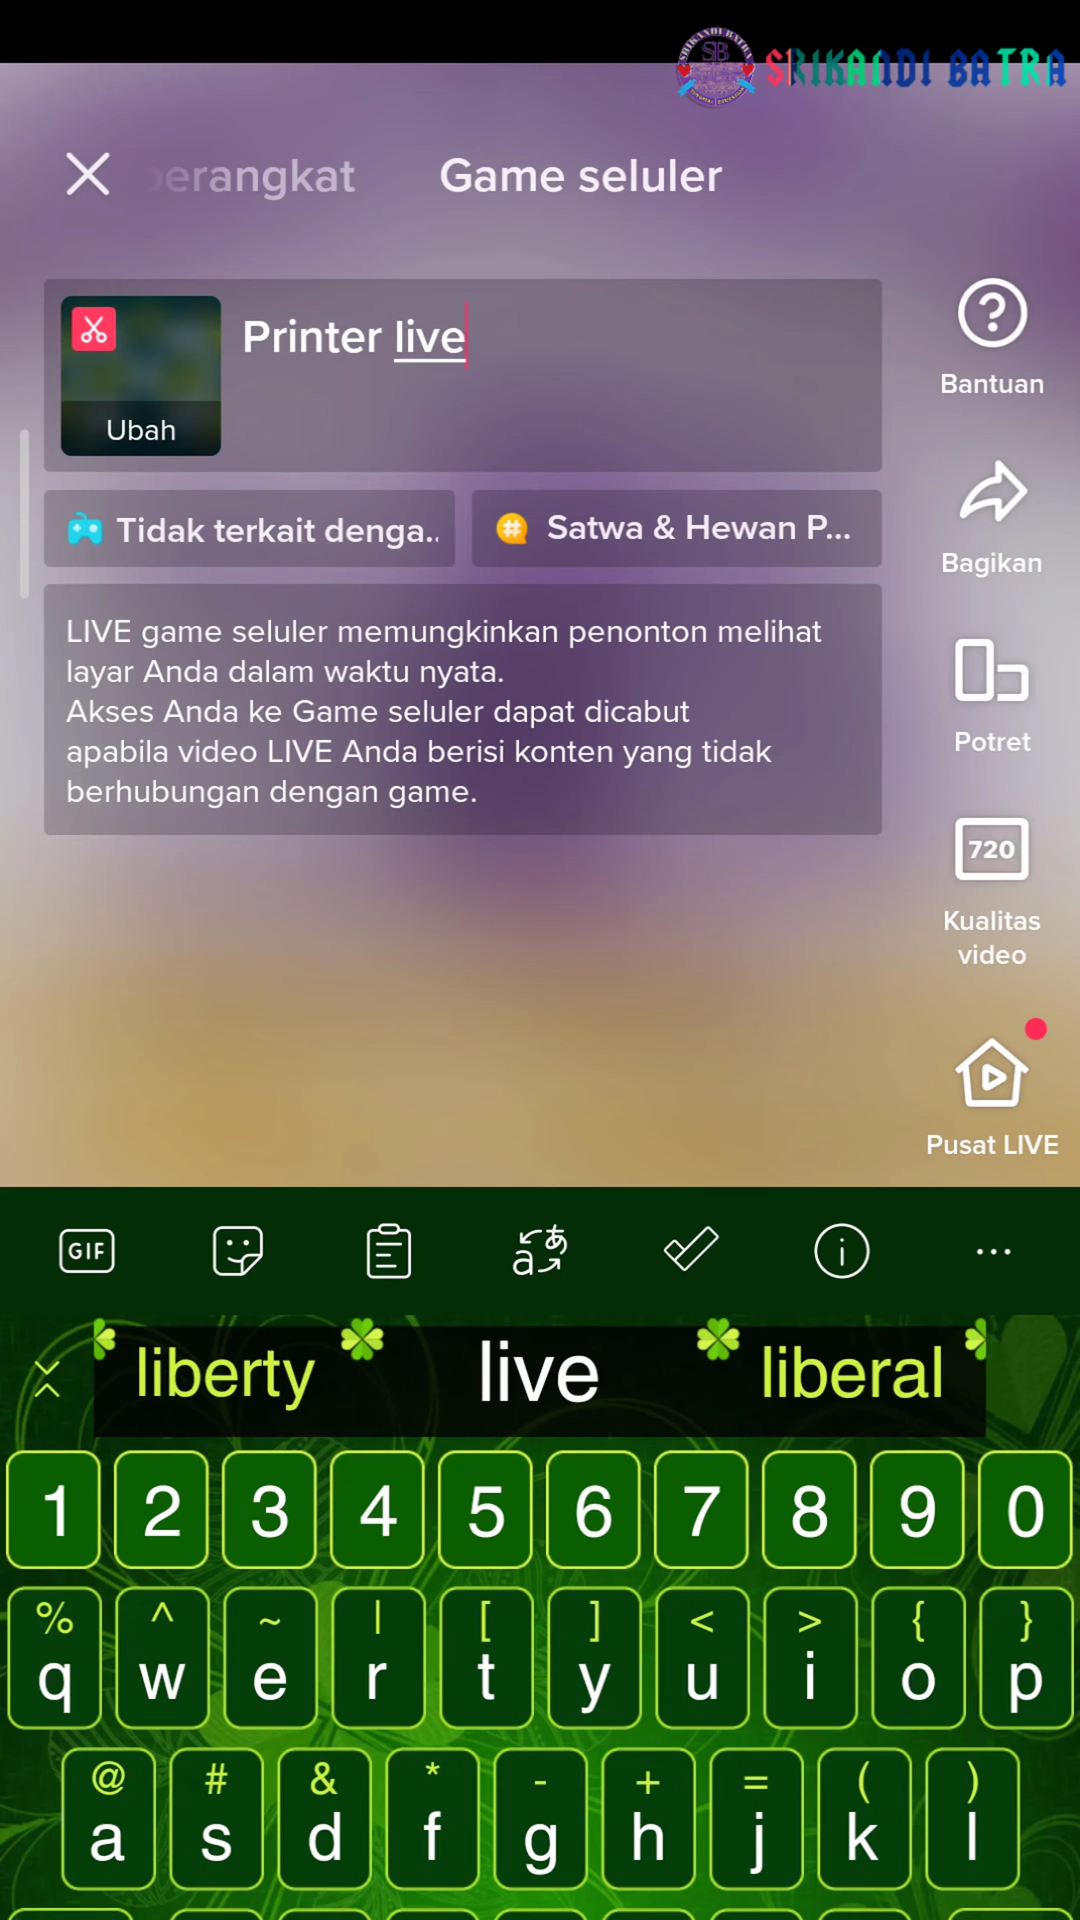 SRIKANDI BATRA
SB
erangkat
Game seluler
Printer live
Ubah
Tidak terkait denga..
Satwa & Hewan P...
LIVE game seluler memungkinkan penonton melihat
layar Anda dalam waktu nyata.
Akses Anda ke Game seluler dapat dicabut
apabila video LIVE Anda berisi konten yang tidak
berhubungan dengan game.
Bantuan
Bagikan
Potret
720
Kualitas
video
Pusat LIVE
GIF
liberty live liberal
1 2 3 4 5 6 7 8 9 0
% ^ ~ | [ ] < > { }
q w e r t y u i o p
@ # & * - + = ( )
a s d f g h j k l